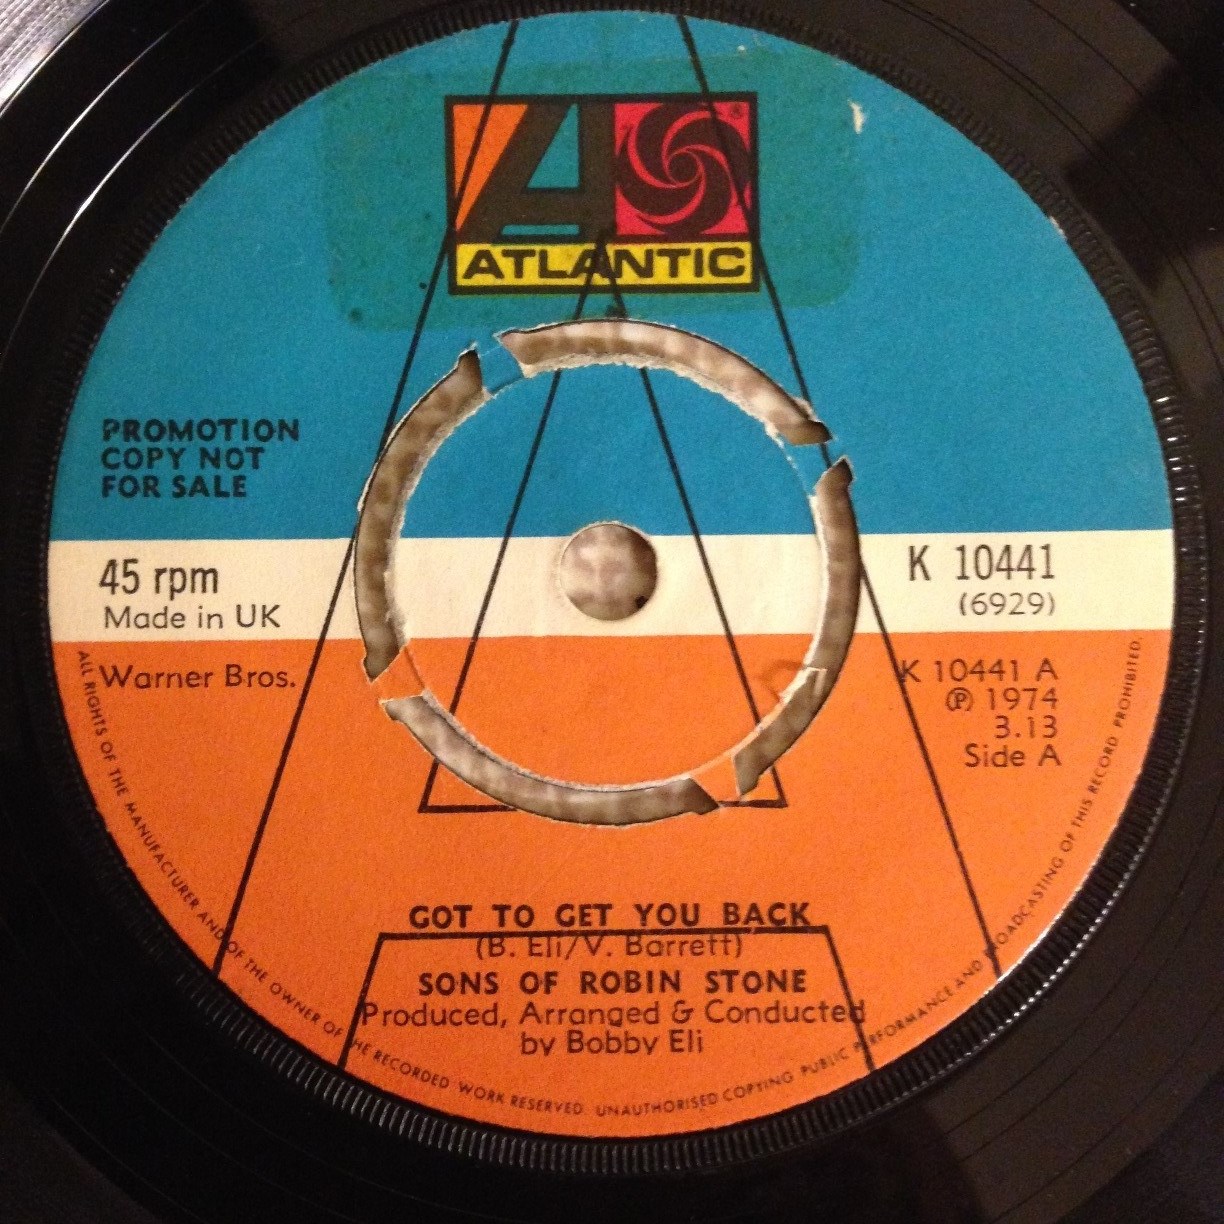 ATLANTIC
PROMOTION
COPY NOT
FOR SALE
45 rpm
Made in UK
K 10441
(6929)
Warner Bros.
K 10441 A
℗ 1974
3.13
Side A
GOT TO GET YOU BACK
(B. Eli/V. Barrett)
SONS OF ROBIN STONE
Produced, Arranged & Conducted
by Bobby Eli
ALL RIGHTS OF THE MANUFACTURER AND OF THE OWNER OF THE RECORDED WORK RESERVED. UNAUTHORISED COPYING PUBLIC PERFORMANCE AND BROADCASTING OF THIS RECORD PROHIBITED.